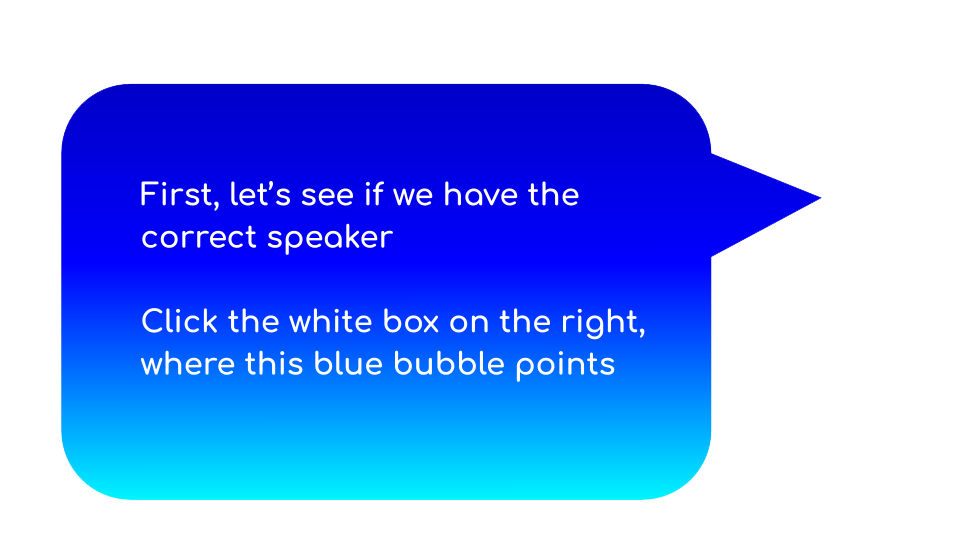 First, let’s see if we have the
correct speaker
Click the white box on the right,
where this blue bubble points